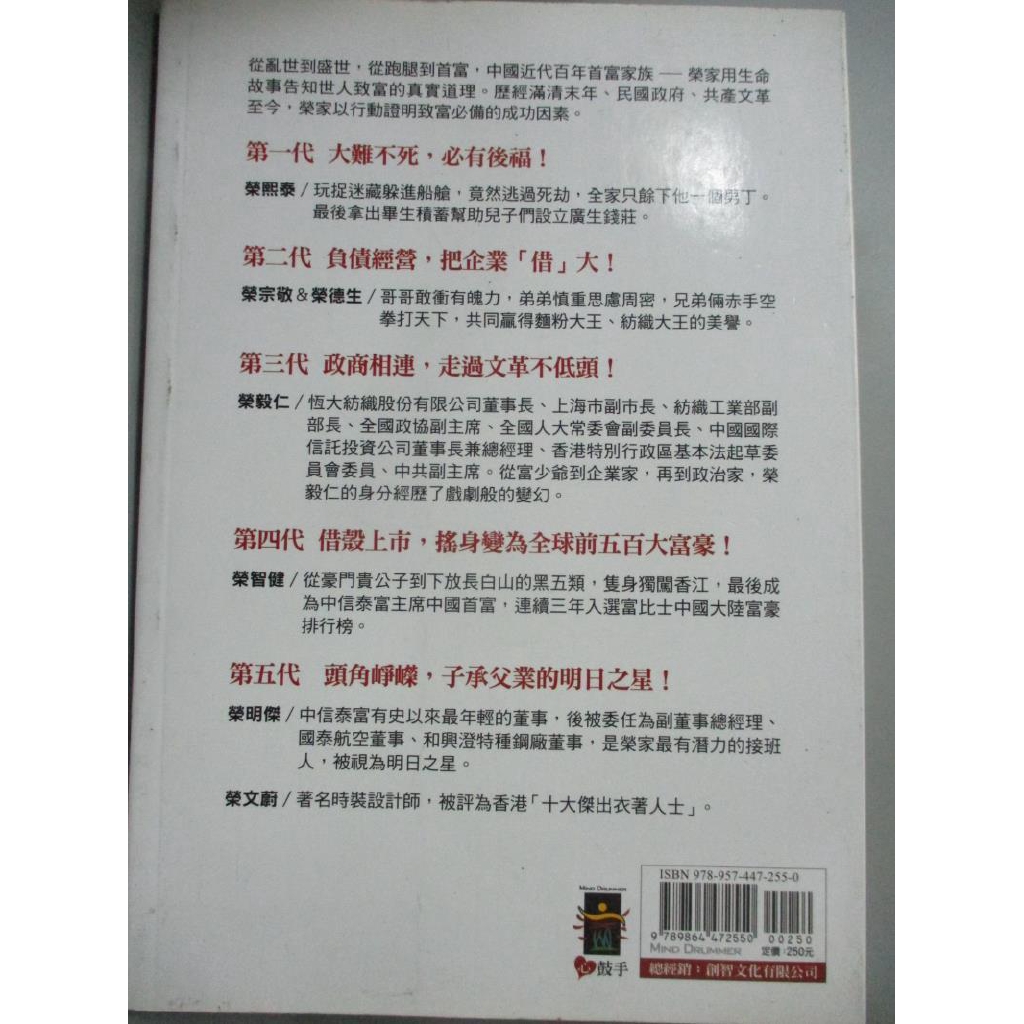 從亂世到盛世，從跑腿到首富，中國近代百年首富家族 ── 榮家用生命
故事告知世人致富的真實道理。歷經滿清末年、民國政府、共產文革
至今，榮家以行動證明致富必備的成功因素。
第一代 大難不死，必有後福！
榮熙泰 / 玩捉迷藏躲進船艙，竟然逃過死劫，全家只餘下他一個男丁。
最後拿出畢生積蓄幫助兒子們設立廣生錢莊。
第二代 負債經營，把企業「借」大！
榮宗敬 & 榮德生 / 哥哥敢衝有魄力，弟弟慎重思慮周密，兄弟倆赤手空
拳打天下，共同贏得麵粉大王、紡織大王的美譽。
第三代 政商相連，走過文革不低頭！
榮毅仁 / 恆大紡織股份有限公司董事長、上海市副市長、紡織工業部副
部長、全國政協副主席、全國人大常委會副委員長、中國國際
信託投資公司董事長兼總經理、香港特別行政區基本法起草委
員會委員、中共副主席。從富少爺到企業家，再到政治家，榮
毅仁的身分經歷了戲劇般的變幻。
第四代 借殼上市，搖身變為全球前五百大富豪！
榮智健 / 從豪門貴公子到下放長白山的黑五類，隻身獨闖香江，最後成
為中信泰富主席中國首富，連續三年入選富比士中國大陸富豪
排行榜。
第五代 頭角崢嶸，子承父業的明日之星！
榮明傑 / 中信泰富有史以來最年輕的董事，後被委任為副董事總經理、
國泰航空董事、和興澄特種鋼廠董事，是榮家最有潛力的接班
人，被視為明日之星。
榮文蔚 / 著名時裝設計師，被評為香港「十大傑出衣著人士」。
ISBN 978-957-447-255-0
9 789864 472550
00250
MIND DRUMMER 定價：250元
總經銷：創智文化有限公司
MIND DRUMMER
心鼓手